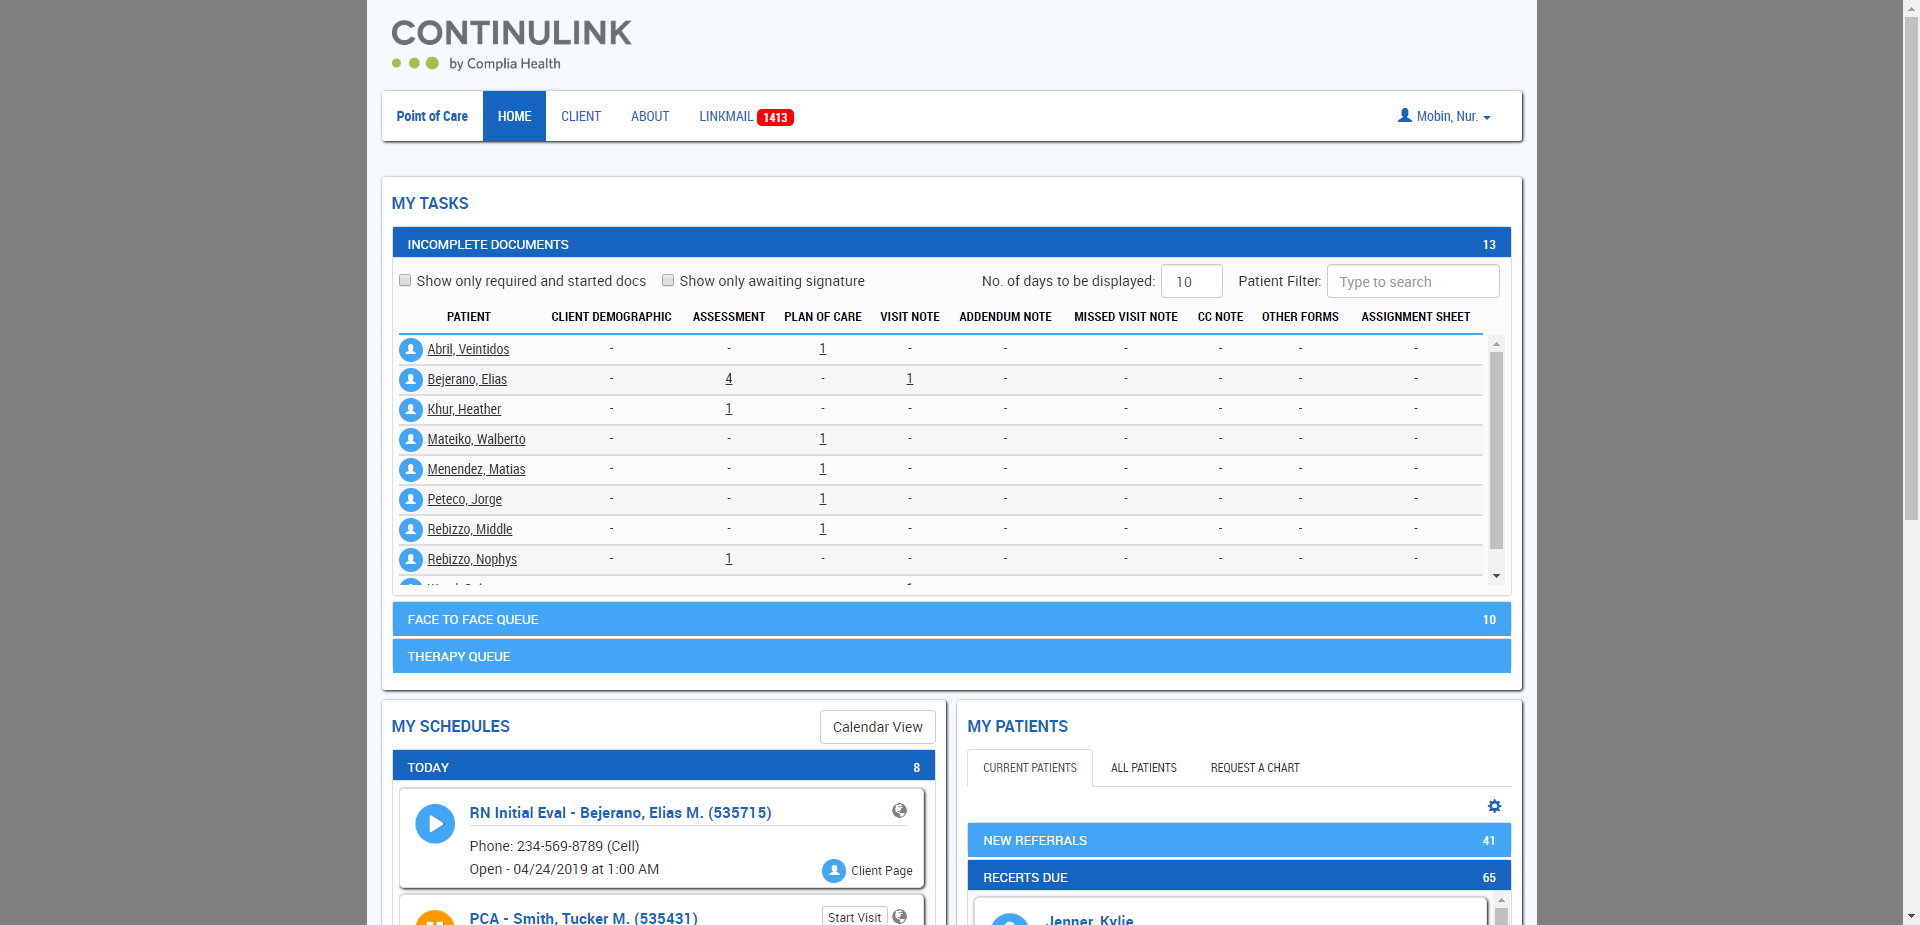 CONTINULINK
by Complia Health
Point of Care HOME CLIENT ABOUT LINKMAIL 1413 Mobin, Nur.
MY TASKS
INCOMPLETE DOCUMENTS 13
Show only required and started docs Show only awaiting signature No. of days to be displayed: 10 Patient Filter: Type to search
PATIENT CLIENT DEMOGRAPHIC ASSESSMENT PLAN OF CARE VISIT NOTE ADDENDUM NOTE MISSED VISIT NOTE CC NOTE OTHER FORMS ASSIGNMENT SHEET
Abril, Veintidos - - 1 - - - - - -
Bejerano, Elias - 4 - 1 - - - - -
Khur, Heather - 1 - - - - - - -
Mateiko, Walberto - - 1 - - - - - -
Menendez, Matias - - 1 - - - - - -
Peteco, Jorge - - 1 - - - - - -
Rebizzo, Middle - - 1 - - - - - -
Rebizzo, Nophys - 1 - - - - - - -
FACE TO FACE QUEUE 10
THERAPY QUEUE
MY SCHEDULES Calendar View
TODAY 8
RN Initial Eval - Bejerano, Elias M. (535715)
Phone: 234-569-8789 (Cell)
Open - 04/24/2019 at 1:00 AM
Client Page
PCA - Smith, Tucker M. (535431) Start Visit
MY PATIENTS
CURRENT PATIENTS ALL PATIENTS REQUEST A CHART
NEW REFERRALS 41
RECERTS DUE 65
Jenner, Kylie